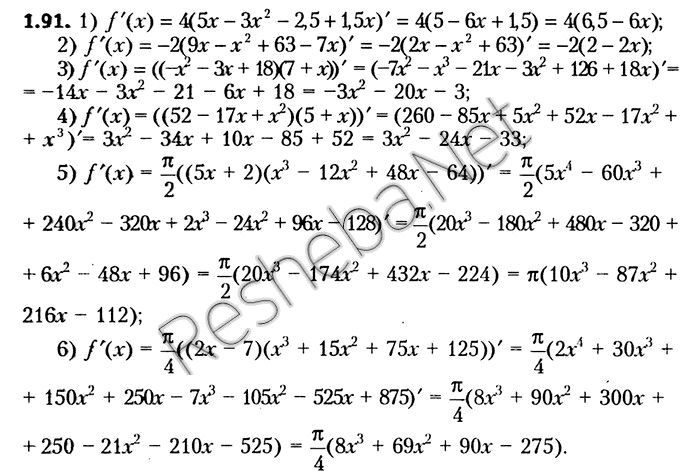 1.91. 1) f′(x) = 4(5x − 3x² − 2,5 + 1,5x)′ = 4(5 − 6x + 1,5) = 4(6,5 − 6x);
2) f′(x) = −2(9x − x² + 63 − 7x)′ = −2(2x − x² + 63)′ = −2(2 − 2x);
3) f′(x) = ((−x² − 3x + 18)(7 + x))′ = (−7x² − x³ − 21x − 3x² + 126 + 18x)′ =
= −14x − 3x² − 21 − 6x + 18 = −3x² − 20x − 3;
4) f′(x) = ((52 − 17x + x²)(5 + x))′ = (260 − 85x + 5x² + 52x − 17x² +
+ x³)′ = 3x² − 34x + 10x − 85 + 52 = 3x² − 24x − 33;
5) f′(x) = π/2((5x + 2)(x³ − 12x² + 48x − 64))′ = π/2(5x⁴ − 60x³ +
+ 240x² − 320x + 2x³ − 24x² + 96x − 128)′ = π/2(20x³ − 180x² + 480x − 320 +
+ 6x² − 48x + 96) = π/2(20x³ − 174x² + 432x − 224) = π(10x³ − 87x² +
216x − 112);
6) f′(x) = π/4((2x − 7)(x³ + 15x² + 75x + 125))′ = π/4(2x⁴ + 30x³ +
+ 150x² + 250x − 7x³ − 105x² − 525x + 875)′ = π/4(8x³ + 90x² + 300x +
+ 250 − 21x² − 210x − 525) = π/4(8x³ + 69x² + 90x − 275).
Resheba.Net